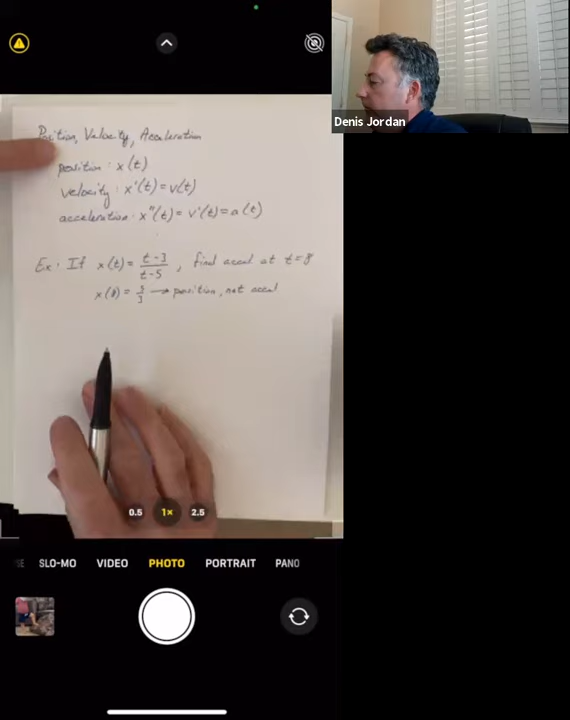 Denis Jordan
Position, Velocity, Acceleration
position: x(t)
velocity: x'(t) = v(t)
acceleration: x"(t) = v'(t) = a(t)
Ex. If x(t) = t-3 / t-5, find accel at t=8
x(8) = 5/3 → position, not accel
0.5 1× 2.5
SLO-MO VIDEO PHOTO PORTRAIT PANO